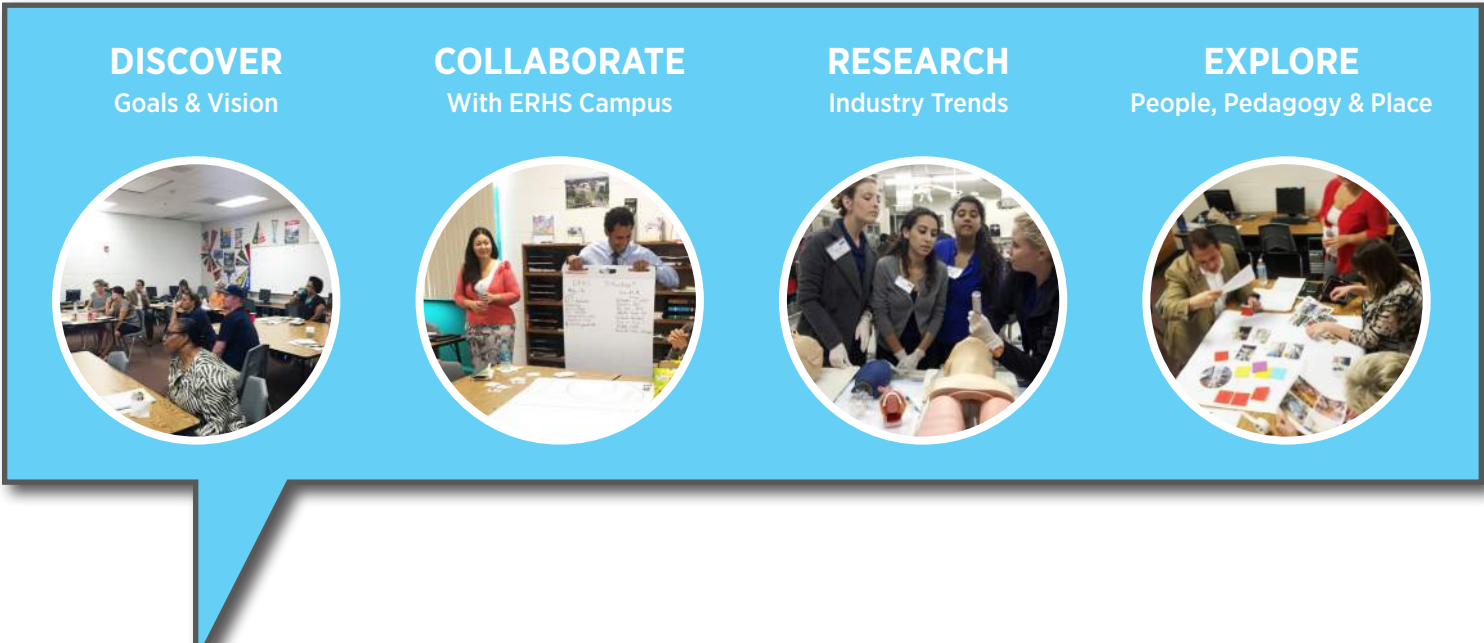 DISCOVER
Goals & Vision
COLLABORATE
With ERHS Campus
RESEARCH
Industry Trends
EXPLORE
People, Pedagogy & Place